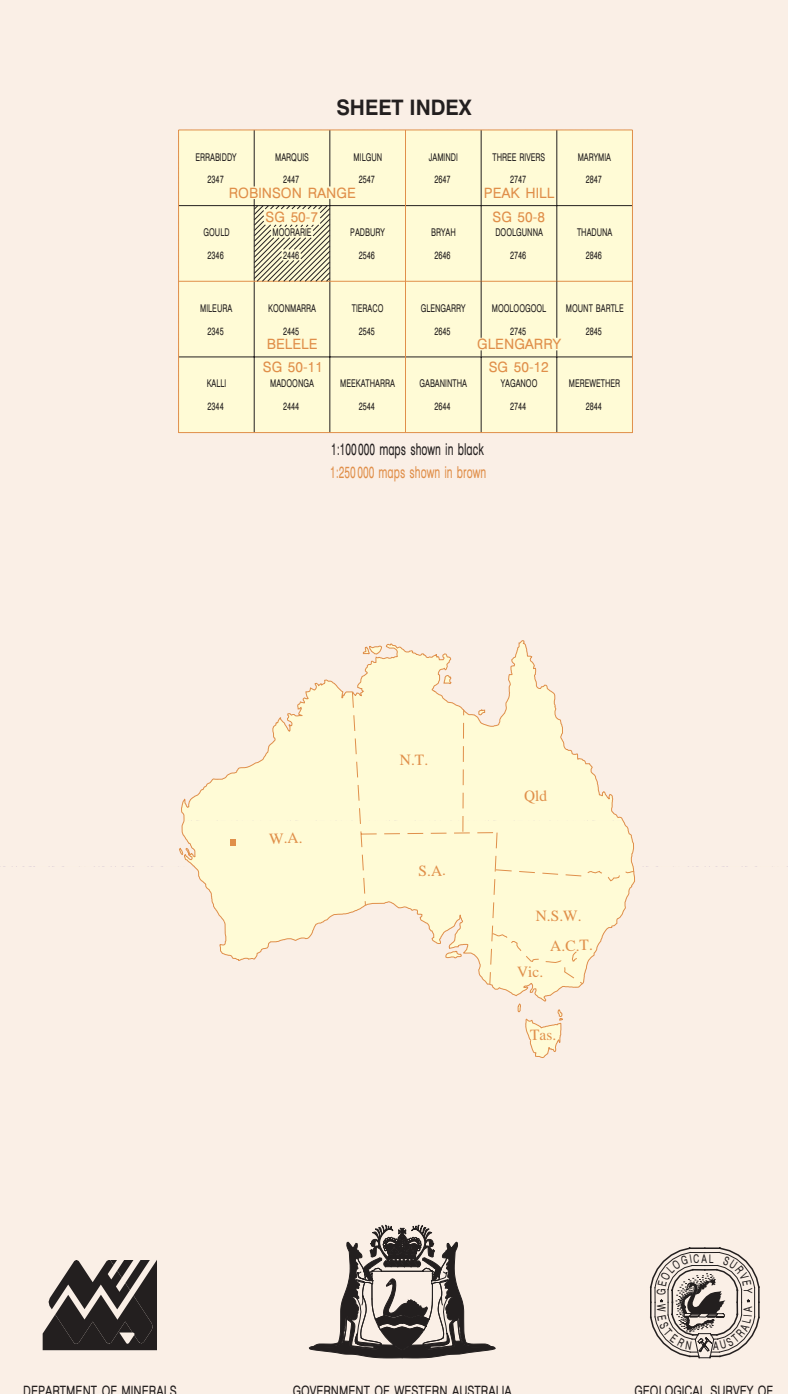 SHEET INDEX
ERRABIDDY MARQUIS MILGUN JAMINDI THREE RIVERS MARYMIA
2347 2447 2547 2647 2747 2847
ROBINSON RANGE PEAK HILL
SG 50-7 SG 50-8
GOULD MOORARIE PADBURY BRYAH DOOLGUNNA THADUNA
2346 2446 2546 2646 2746 2846
MILEURA KOONMARRA TIERACO GLENGARRY MOOLOOGOOL MOUNT BARTLE
2345 2445 2545 2645 2745 2845
BELELE GLENGARRY
SG 50-11 SG 50-12
KALLI MADOONGA MEEKATHARRA GABANINTHA YAGANOO MEREWETHER
2344 2444 2544 2644 2744 2844
1:100 000 maps shown in black
1:250 000 maps shown in brown
N.T.
Qld
W.A.
S.A.
N.S.W.
A.C.T.
Vic.
Tas.
GEOLOGICAL SURVEY
WESTERN AUSTRALIA
DEPARTMENT OF MINERALS GOVERNMENT OF WESTERN AUSTRALIA GEOLOGICAL SURVEY OF